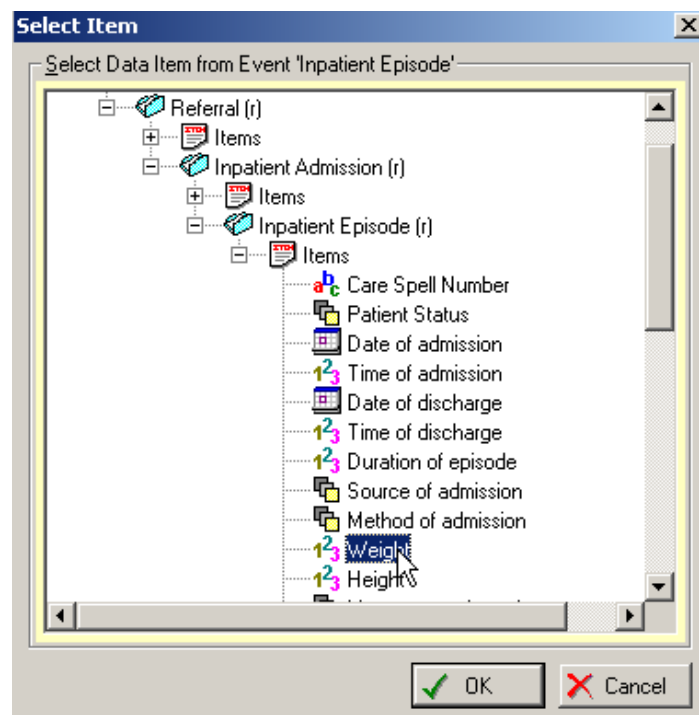 Select Item
Select Data Item from Event 'Inpatient Episode'
Referral (r)
Items
Inpatient Admission (r)
Items
Inpatient Episode (r)
Items
Care Spell Number
Patient Status
Date of admission
Time of admission
Date of discharge
Time of discharge
Duration of episode
Source of admission
Method of admission
Weight
Height
OK
Cancel